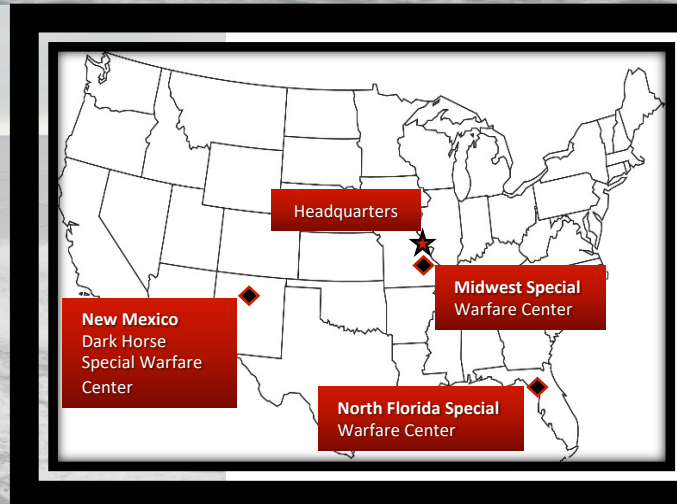 Headquarters
Midwest Special
Warfare Center
New Mexico
Dark Horse
Special Warfare
Center
North Florida Special
Warfare Center